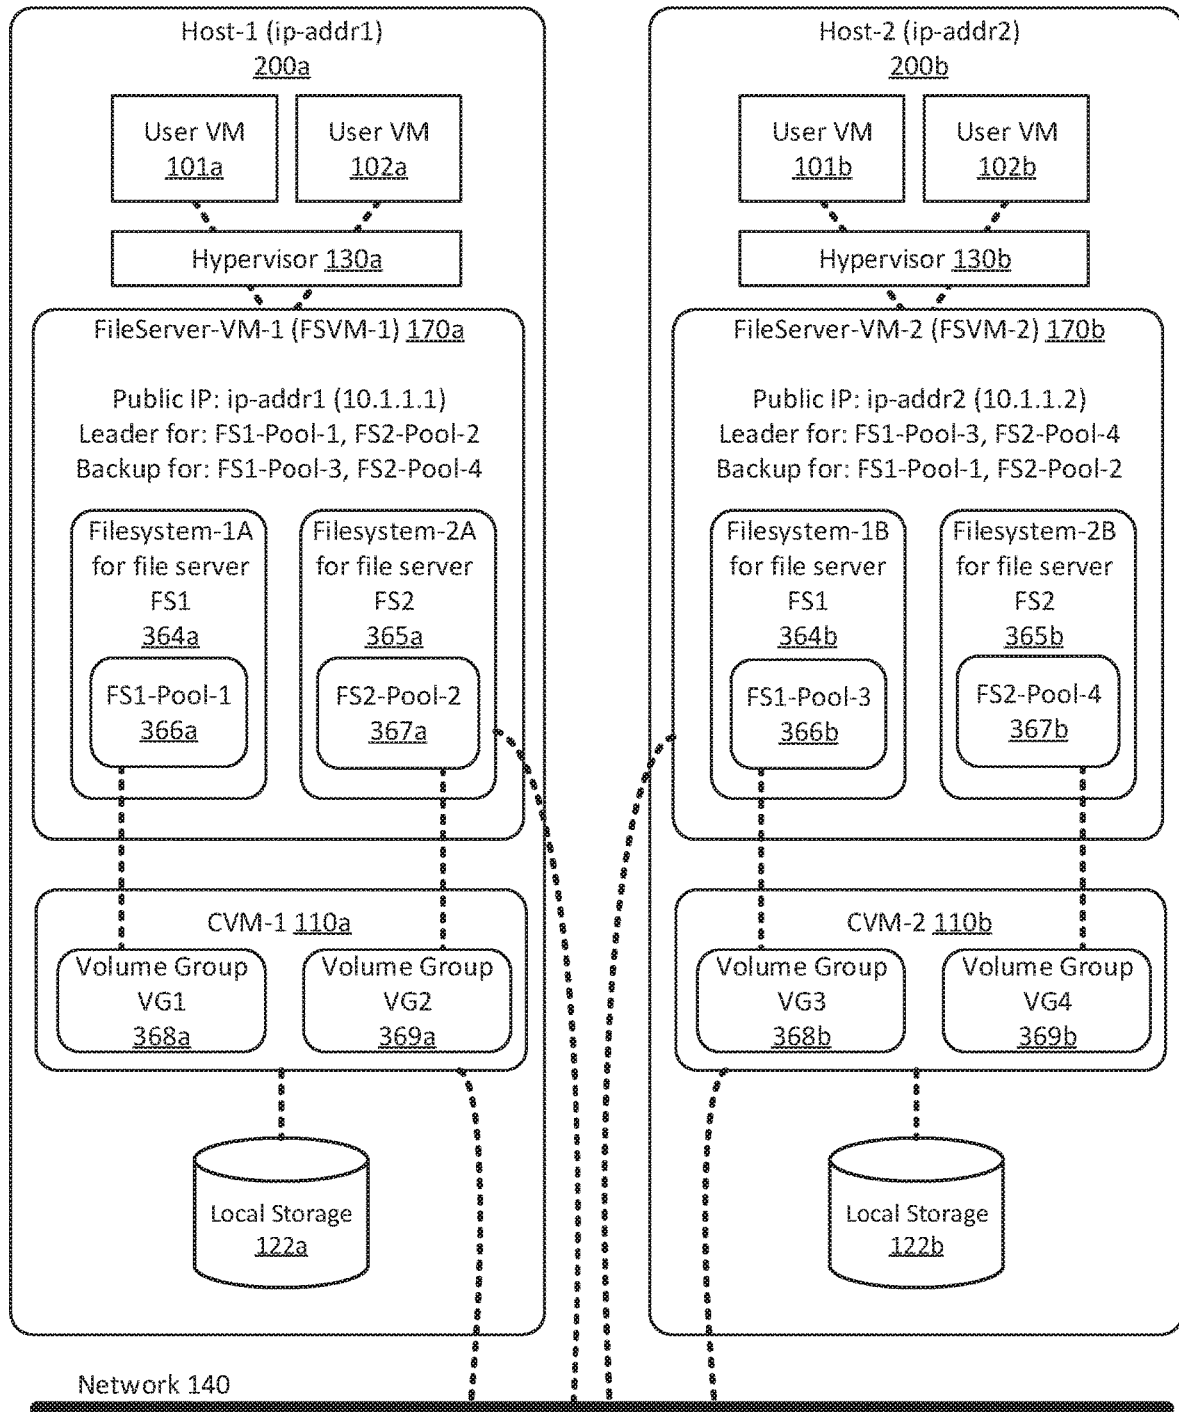 Host-1 (ip-addr1)
200a
User VM
101a
User VM
102a
Hypervisor 130a
FileServer-VM-1 (FSVM-1) 170a
Public IP: ip-addr1 (10.1.1.1)
Leader for: FS1-Pool-1, FS2-Pool-2
Backup for: FS1-Pool-3, FS2-Pool-4
Filesystem-1A
for file server
FS1
364a
FS1-Pool-1
366a
Filesystem-2A
for file server
FS2
365a
FS2-Pool-2
367a
CVM-1 110a
Volume Group
VG1
368a
Volume Group
VG2
369a
Local Storage
122a
Host-2 (ip-addr2)
200b
User VM
101b
User VM
102b
Hypervisor 130b
FileServer-VM-2 (FSVM-2) 170b
Public IP: ip-addr2 (10.1.1.2)
Leader for: FS1-Pool-3, FS2-Pool-4
Backup for: FS1-Pool-1, FS2-Pool-2
Filesystem-1B
for file server
FS1
364b
FS1-Pool-3
366b
Filesystem-2B
for file server
FS2
365b
FS2-Pool-4
367b
CVM-2 110b
Volume Group
VG3
368b
Volume Group
VG4
369b
Local Storage
122b
Network 140